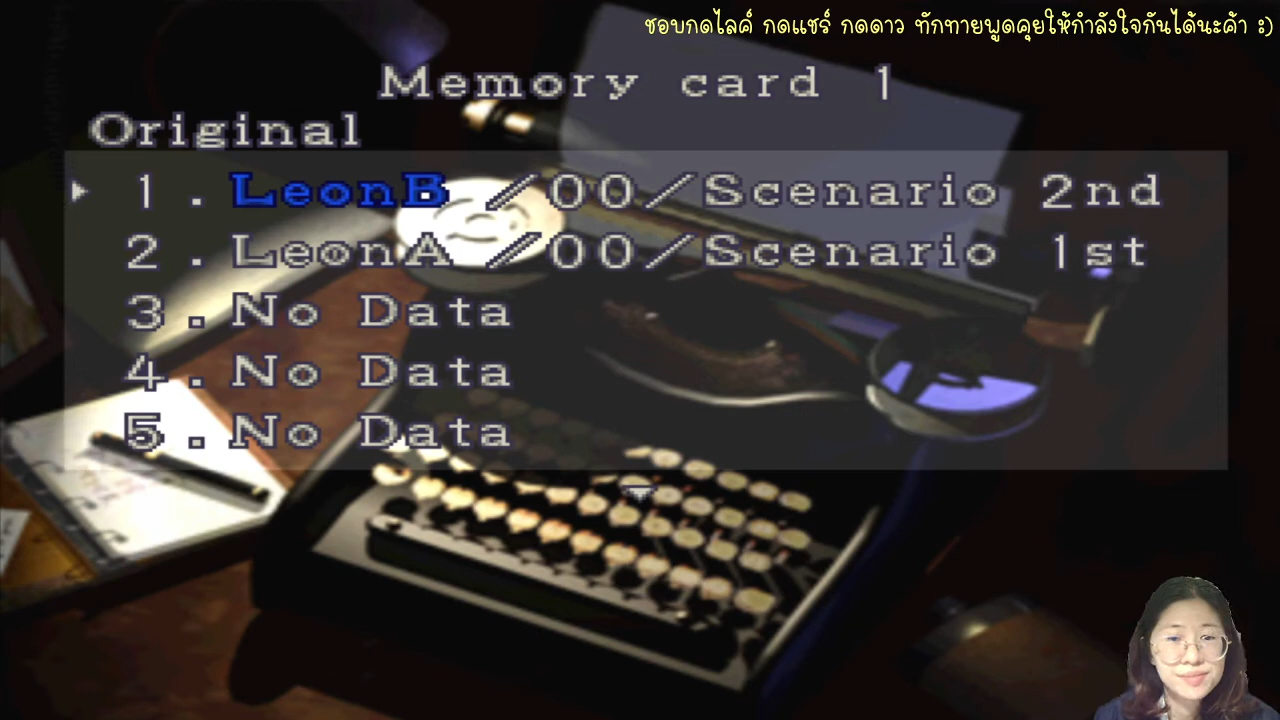 ชอบกดไลค์ กดแชร์ กดดาว ทักทายพูดคุยให้กำลังใจกันได้นะค้า :)
Memory card 1
Original
1. LeonB /00/Scenario 2nd
2. LeonA /00/Scenario 1st
3. No Data
4. No Data
5. No Data